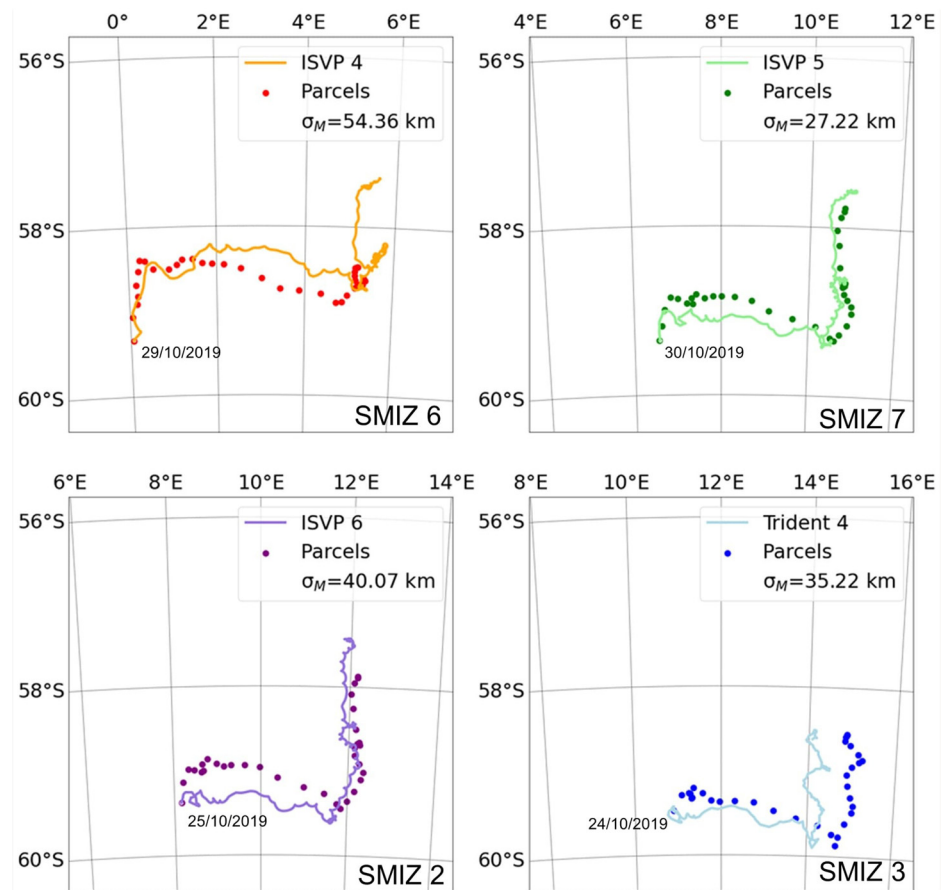 0° 2°E 4°E 6°E
56°S
ISVP 4
Parcels
σM=54.36 km
58°S
29/10/2019
60°S
SMIZ 6
4°E 6°E 8°E 10°E 12°E
56°S
ISVP 5
Parcels
σM=27.22 km
58°S
30/10/2019
60°S
SMIZ 7
6°E 8°E 10°E 12°E 14°E
56°S
ISVP 6
Parcels
σM=40.07 km
58°S
25/10/2019
60°S
SMIZ 2
8°E 10°E 12°E 14°E 16°E
56°S
Trident 4
Parcels
σM=35.22 km
58°S
24/10/2019
60°S
SMIZ 3